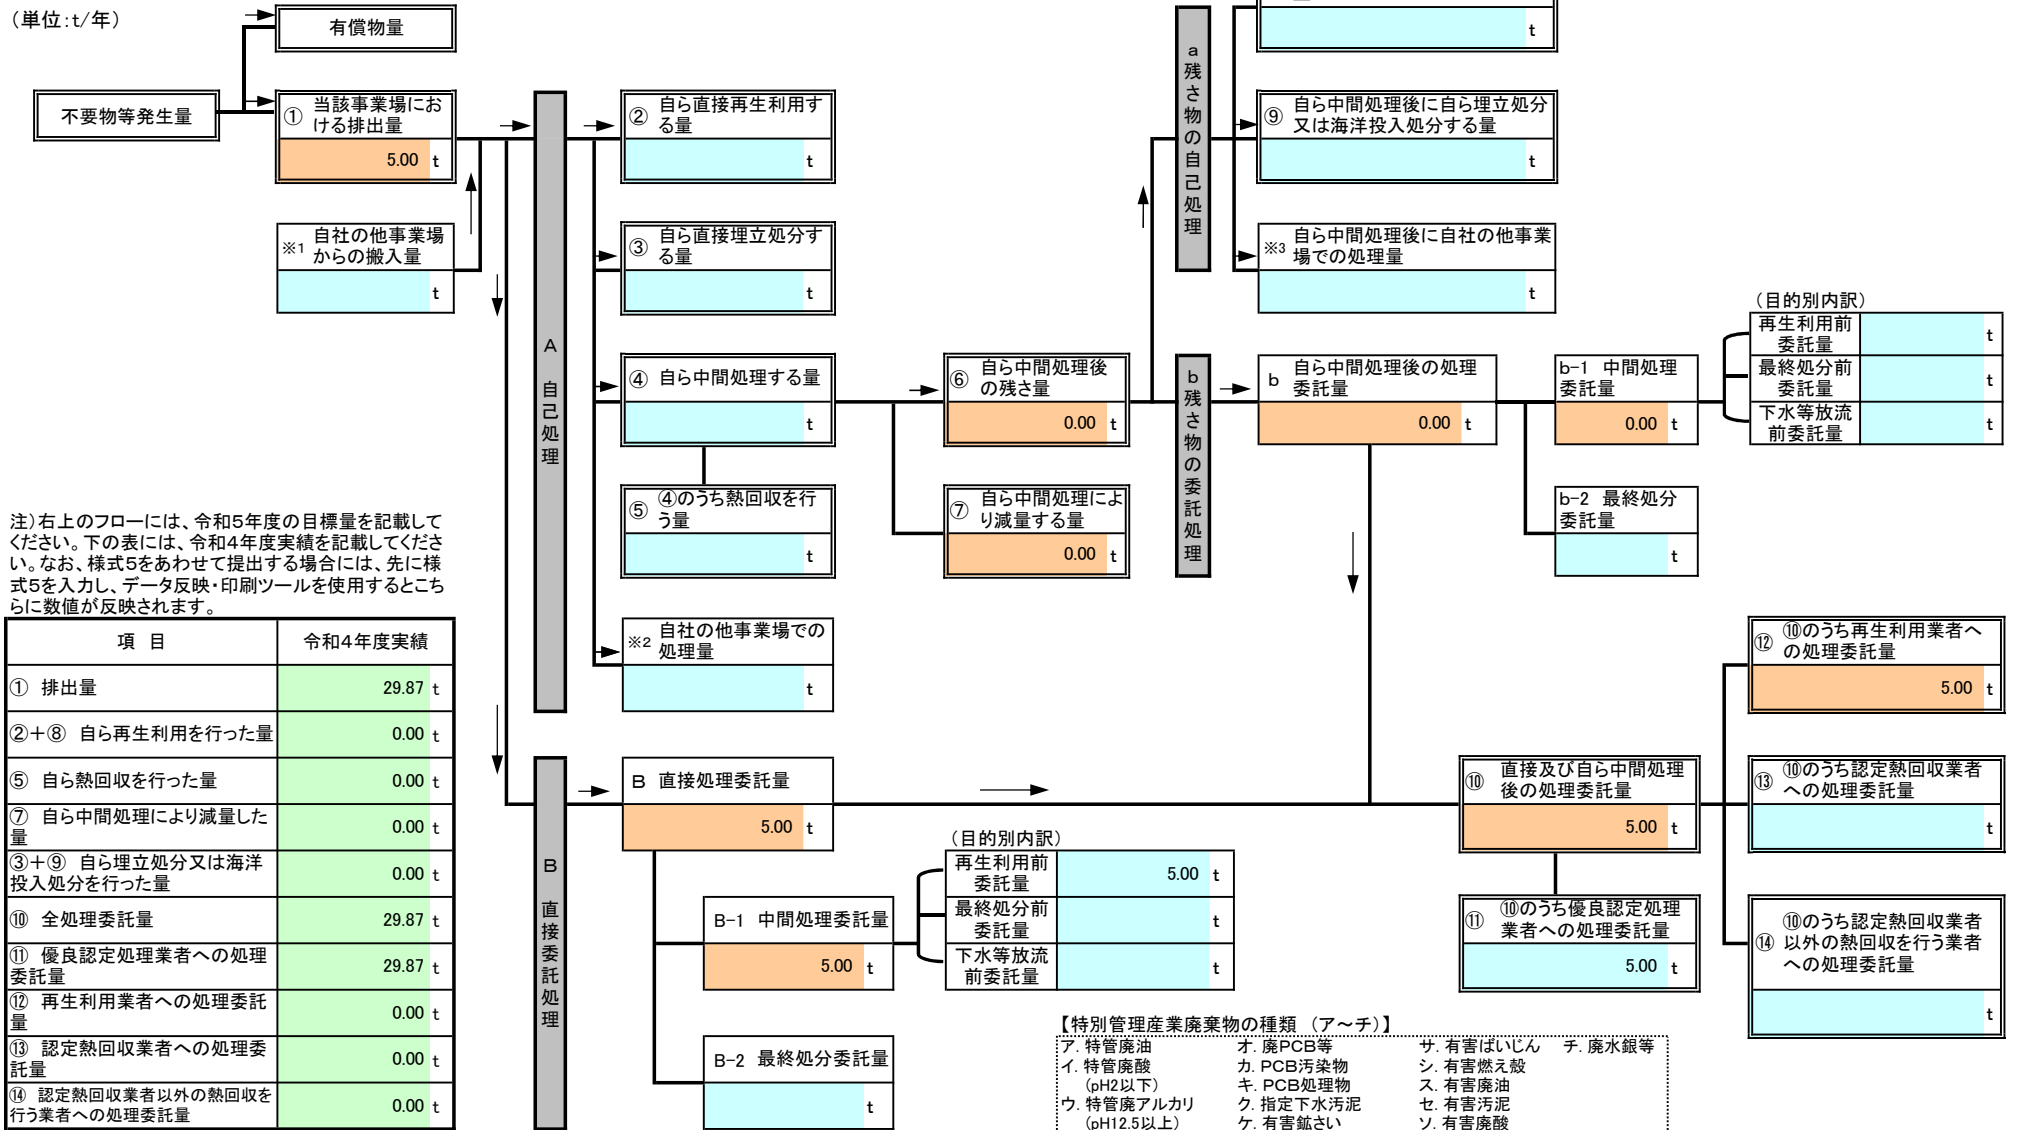 （単位：t/年）
有償物量
不要物等発生量
① 当該事業場にお
ける排出量
5.00 t
※1 自社の他事業場
からの搬入量
t
A 自己処理
② 自ら直接再生利用す
る量
t
③ 自ら直接埋立処分す
る量
t
④ 自ら中間処理する量
t
⑤ ④のうち熱回収を行
う量
t
※2 自社の他事業場での
処理量
t
⑥ 自ら中間処理後
の残さ量
0.00 t
⑦ 自ら中間処理によ
り減量する量
0.00 t
a 残さ物の自己処理
t
⑨ 自ら中間処理後に自ら埋立処分
又は海洋投入処分する量
t
※3 自ら中間処理後に自社の他事業
場での処理量
t
b 残さ物の委託処理
b 自ら中間処理後の処理
委託量
0.00 t
b-1 中間処理
委託量
0.00 t
b-2 最終処分
委託量
t
（目的別内訳）
再生利用前
委託量
t
最終処分前
委託量
t
下水等放流
前委託量
t
注）右上のフローには、令和5年度の目標量を記載して
ください。下の表には、令和4年度実績を記載してくださ
い。なお、様式5をあわせて提出する場合には、先に様
式5を入力し、データ反映・印刷ツールを使用するとこち
らに数値が反映されます。
項 目 令和4年度実績
① 排出量 29.87 t
②＋⑧ 自ら再生利用を行った量 0.00 t
⑤ 自ら熱回収を行った量 0.00 t
⑦ 自ら中間処理により減量した
量 0.00 t
③＋⑨ 自ら埋立処分又は海洋
投入処分を行った量 0.00 t
⑩ 全処理委託量 29.87 t
⑪ 優良認定処理業者への処理
委託量 29.87 t
⑫ 再生利用業者への処理委託
量 0.00 t
⑬ 認定熱回収業者への処理委
託量 0.00 t
⑭ 認定熱回収業者以外の熱回収を
行う業者への処理委託量 0.00 t
B 直接委託処理
B 直接処理委託量
5.00 t
B-1 中間処理委託量
5.00 t
B-2 最終処分委託量
t
（目的別内訳）
再生利用前
委託量
5.00 t
最終処分前
委託量
t
下水等放流
前委託量
t
⑩ 直接及び自ら中間処理
後の処理委託量
5.00 t
⑪ ⑩のうち優良認定処理
業者への処理委託量
5.00 t
⑫ ⑩のうち再生利用業者へ
の処理委託量
5.00 t
⑬ ⑩のうち認定熱回収業者
への処理委託量
t
⑭ ⑩のうち認定熱回収業者
以外の熱回収を行う業者
への処理委託量
t
【特別管理産業廃棄物の種類 （ア～チ）】
ア．特管廃油 オ．廃PCB等 サ．有害ばいじん チ．廃水銀等
イ．特管廃酸 カ．PCB汚染物 シ．有害燃え殻
（pH2以下） キ．PCB処理物 ス．有害廃油
ウ．特管廃アルカリ ク．指定下水汚泥 セ．有害汚泥
（pH12.5以上） ケ．有害鉱さい ソ．有害廃酸